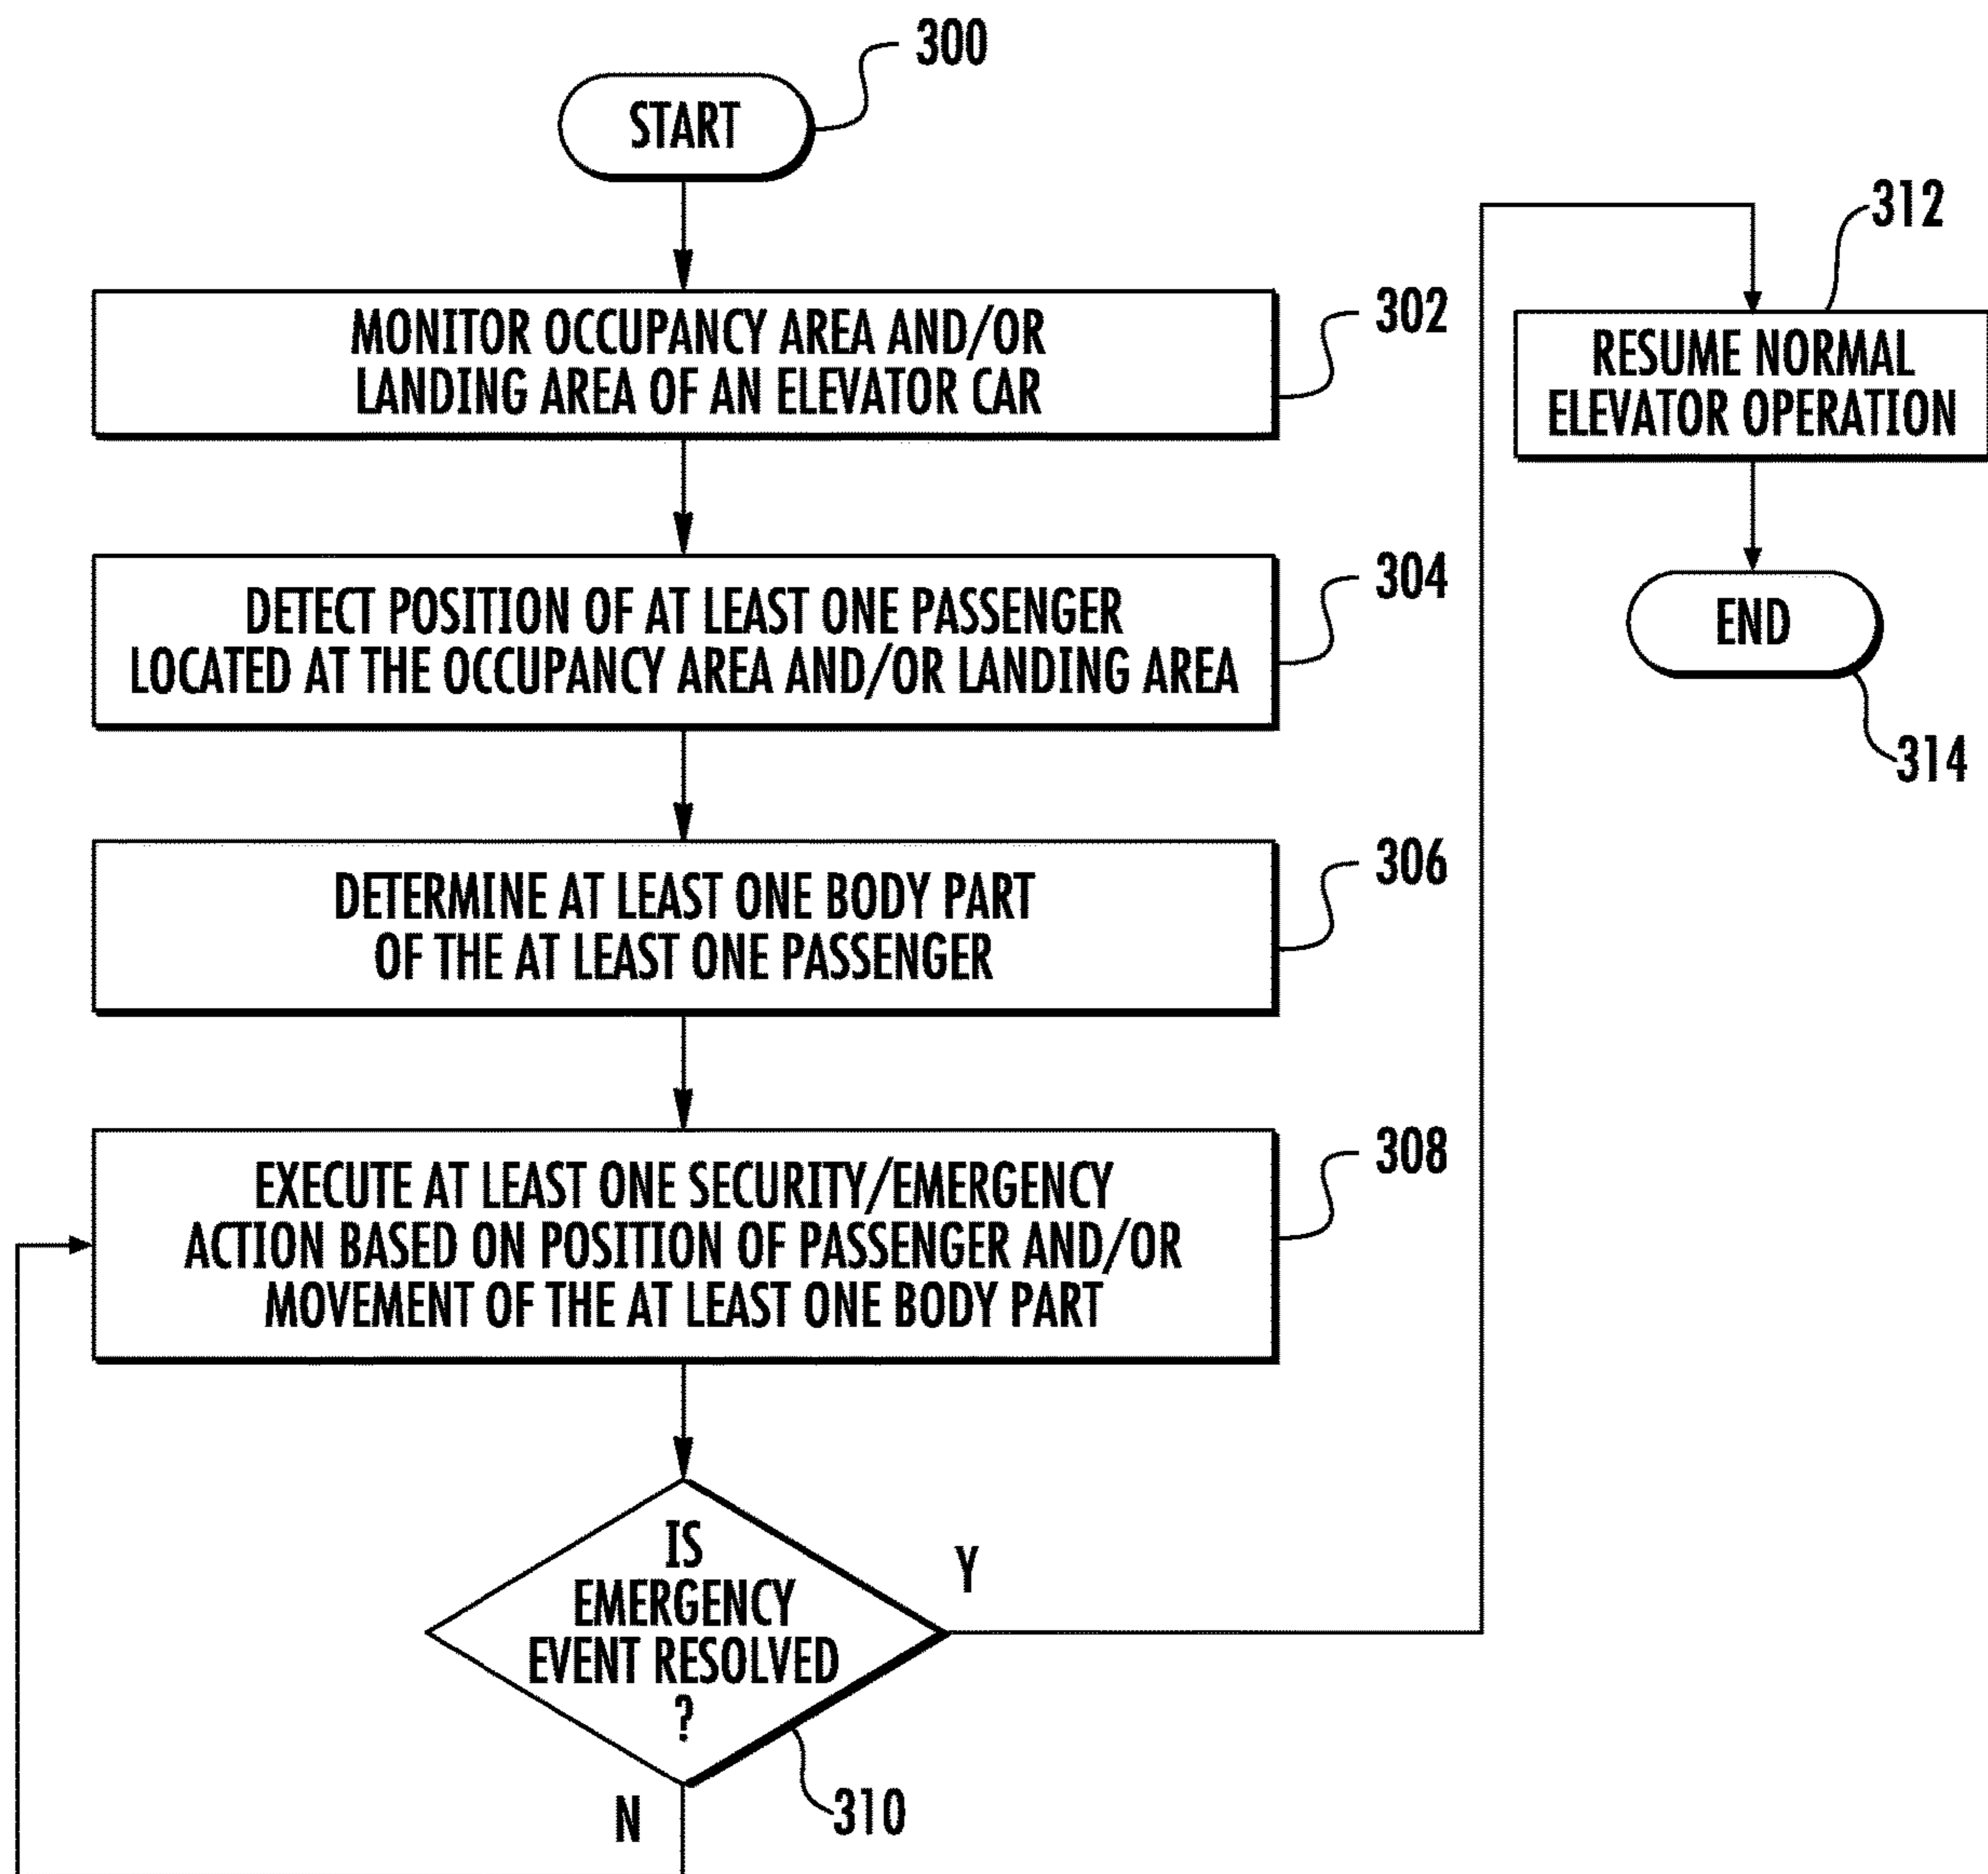 300
START
302
MONITOR OCCUPANCY AREA AND/OR
LANDING AREA OF AN ELEVATOR CAR
304
DETECT POSITION OF AT LEAST ONE PASSENGER
LOCATED AT THE OCCUPANCY AREA AND/OR LANDING AREA
306
DETERMINE AT LEAST ONE BODY PART
OF THE AT LEAST ONE PASSENGER
308
EXECUTE AT LEAST ONE SECURITY/EMERGENCY
ACTION BASED ON POSITION OF PASSENGER AND/OR
MOVEMENT OF THE AT LEAST ONE BODY PART
IS
EMERGENCY
EVENT RESOLVED
?
Y
N
310
312
RESUME NORMAL
ELEVATOR OPERATION
END
314